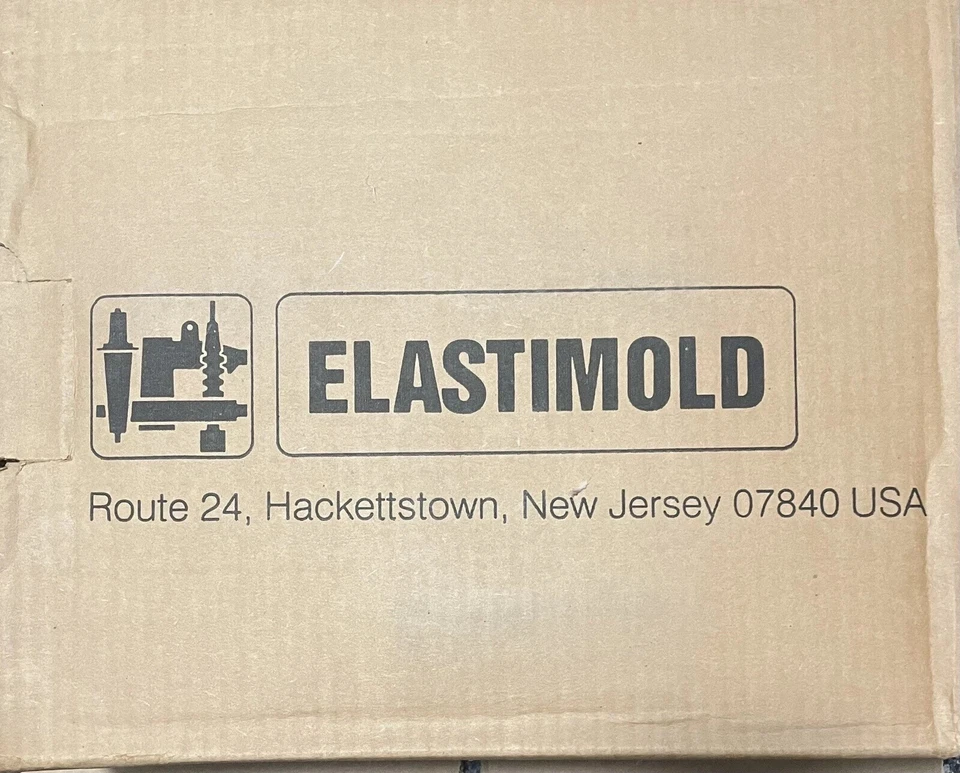 ELASTIMOLD
Route 24, Hackettstown, New Jersey 07840 USA